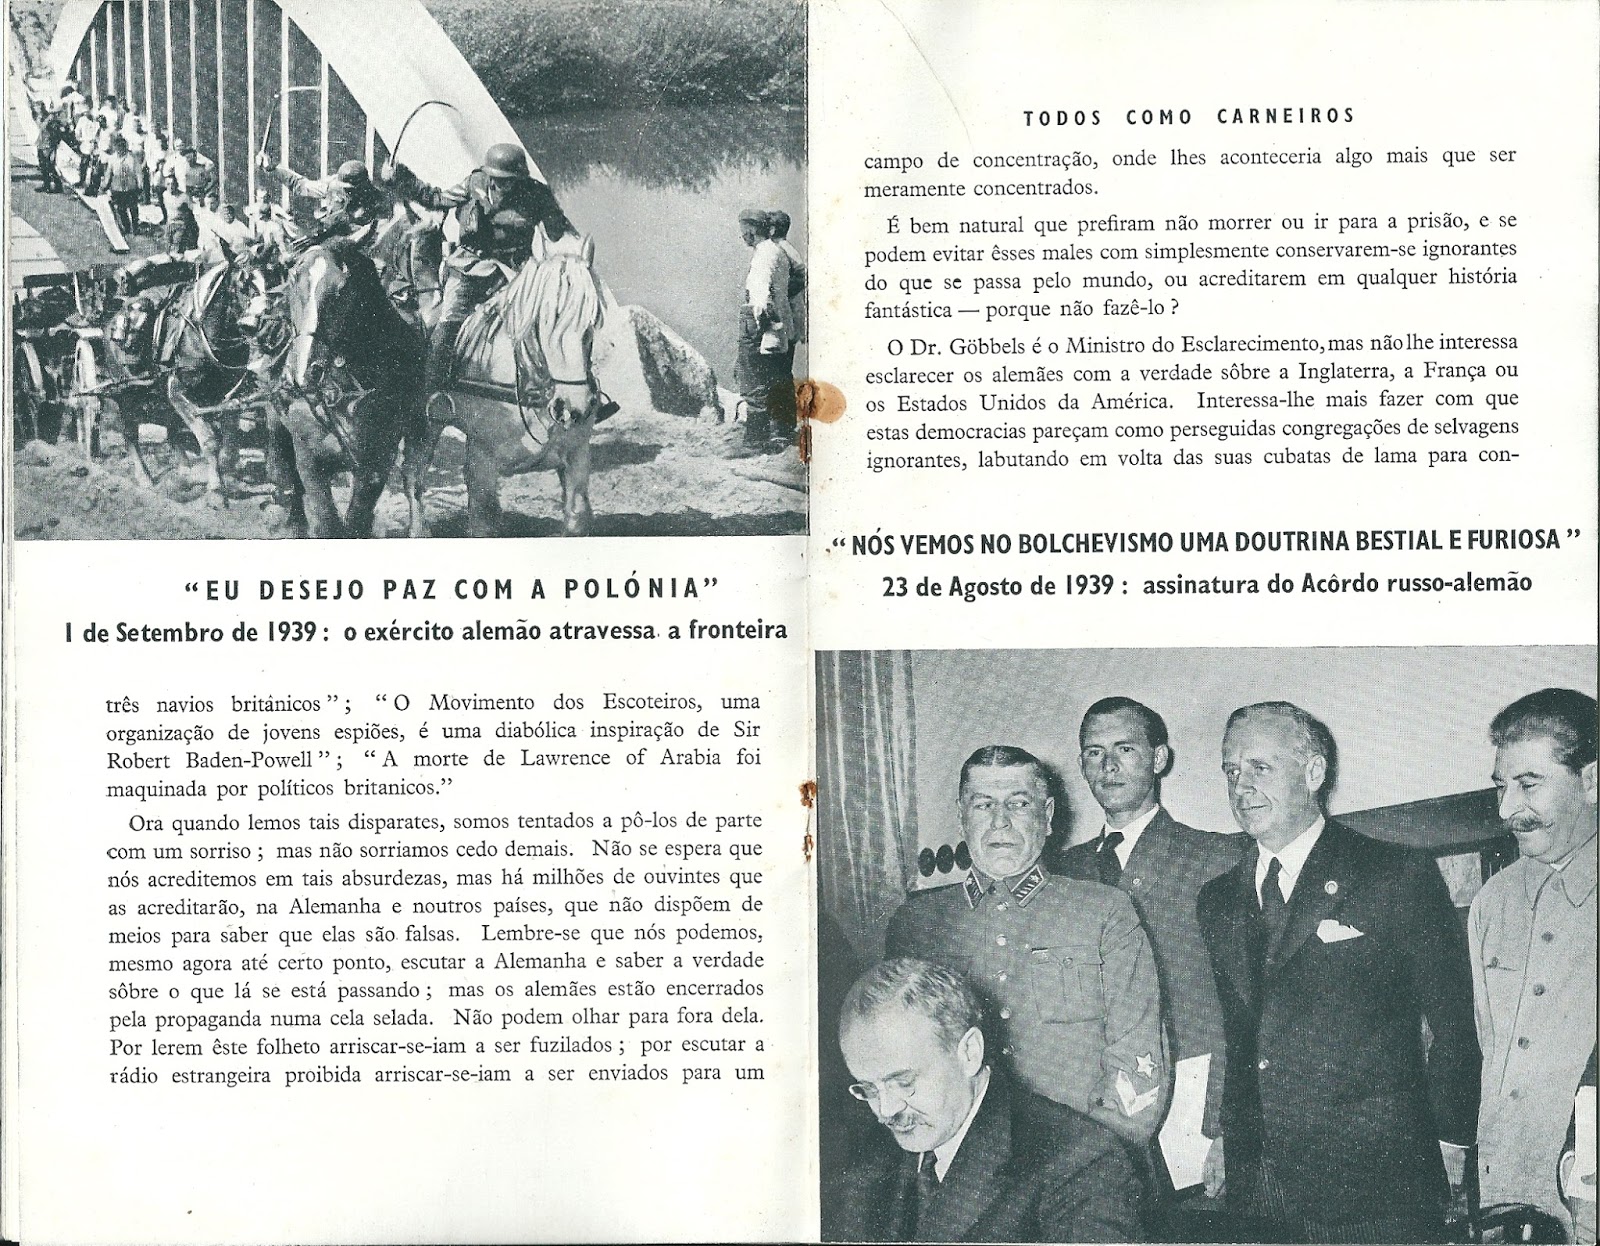 “EU DESEJO PAZ COM A POLÓNIA”
1 de Setembro de 1939 : o exército alemão atravessa a fronteira
três navios britânicos” ; “O Movimento dos Escoteiros, uma
organização de jovens espiões, é uma diabólica inspiração de Sir
Robert Baden-Powell” ; “A morte de Lawrence of Arabia foi
maquinada por políticos britanicos.”
Ora quando lemos tais disparates, somos tentados a pô-los de parte
com um sorriso ; mas não sorriamos cedo demais. Não se espera que
nós acreditemos em tais absurdezas, mas há milhões de ouvintes que
as acreditarão, na Alemanha e noutros países, que não dispõem de
meios para saber que elas são falsas. Lembre-se que nós podemos,
mesmo agora até certo ponto, escutar a Alemanha e saber a verdade
sôbre o que lá se está passando ; mas os alemães estão encerrados
pela propaganda numa cela selada. Não podem olhar para fora dela.
Por lerem êste folheto arriscar-se-iam a ser fuzilados ; por escutar a
rádio estrangeira proibida arriscar-se-iam a ser enviados para um
TODOS COMO CARNEIROS
campo de concentração, onde lhes aconteceria algo mais que ser
meramente concentrados.
É bem natural que prefiram não morrer ou ir para a prisão, e se
podem evitar êsses males com simplesmente conservarem-se ignorantes
do que se passa pelo mundo, ou acreditarem em qualquer história
fantástica — porque não fazê-lo ?
O Dr. Göbbels é o Ministro do Esclarecimento, mas não lhe interessa
esclarecer os alemães com a verdade sôbre a Inglaterra, a França ou
os Estados Unidos da América. Interessa-lhe mais fazer com que
estas democracias pareçam como perseguidas congregações de selvagens
ignorantes, labutando em volta das suas cubatas de lama para con-
“NÓS VEMOS NO BOLCHEVISMO UMA DOUTRINA BESTIAL E FURIOSA”
23 de Agosto de 1939 : assinatura do Acôrdo russo-alemão